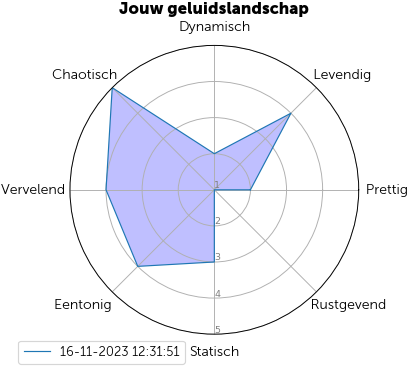 Jouw geluidslandschap
Dynamisch
Chaotisch
Levendig
Vervelend
1
Prettig
2
3
4
Eentonig
Rustgevend
5
16-11-2023 12:31:51
Statisch